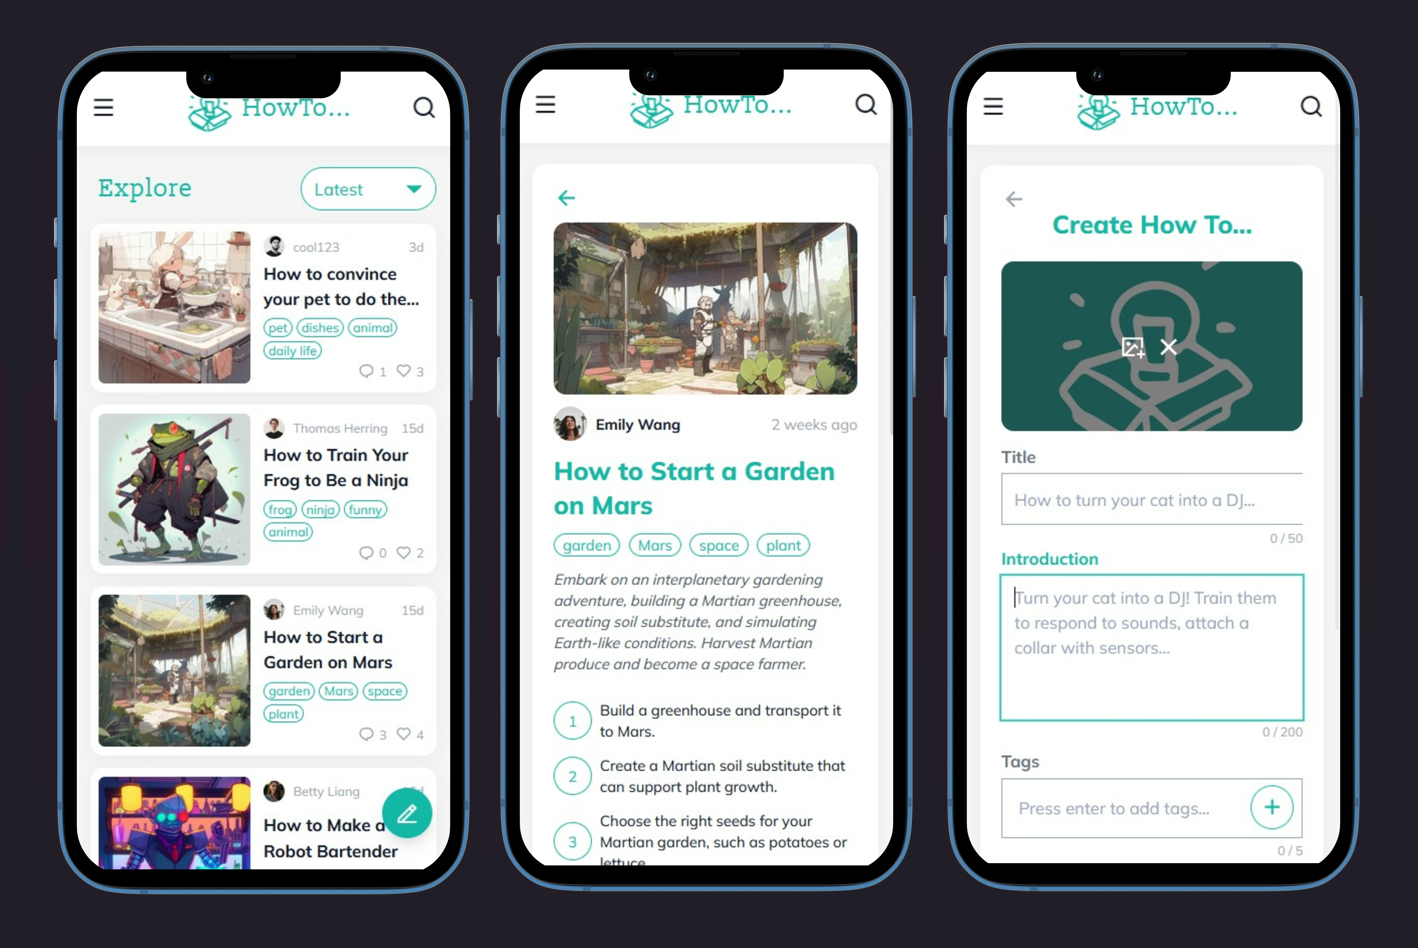 HowTo...
Explore
Latest
cool123
3d
How to convince
your pet to do the...
pet
dishes
animal
daily life
1
3
Thomas Herring
15d
How to Train Your
Frog to Be a Ninja
frog
ninja
funny
animal
0
2
Emily Wang
15d
How to Start a
Garden on Mars
garden
Mars
space
plant
3
4
Betty Liang
How to Make a
Robot Bartender
HowTo...
Emily Wang
2 weeks ago
How to Start a Garden
on Mars
garden
Mars
space
plant
Embark on an interplanetary gardening
adventure, building a Martian greenhouse,
creating soil substitute, and simulating
Earth-like conditions. Harvest Martian
produce and become a space farmer.
1
Build a greenhouse and transport it
to Mars.
2
Create a Martian soil substitute that
can support plant growth.
3
Choose the right seeds for your
Martian garden, such as potatoes or
lettuce
HowTo...
Create How To...
Title
How to turn your cat into a DJ...
0 / 50
Introduction
Turn your cat into a DJ! Train them
to respond to sounds, attach a
collar with sensors...
0 / 200
Tags
Press enter to add tags...
0 / 5